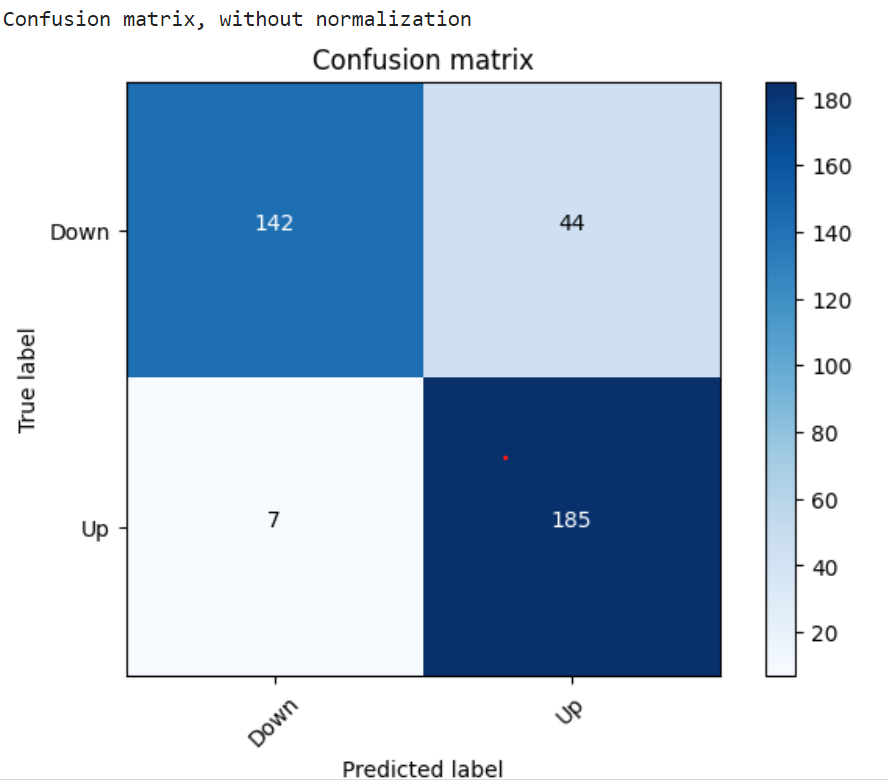 Confusion matrix, without normalization
Confusion matrix
180
160
142
44
140
Down
120
100
True label
80
60
7
185
Up
40
20
Down
Up
Predicted label